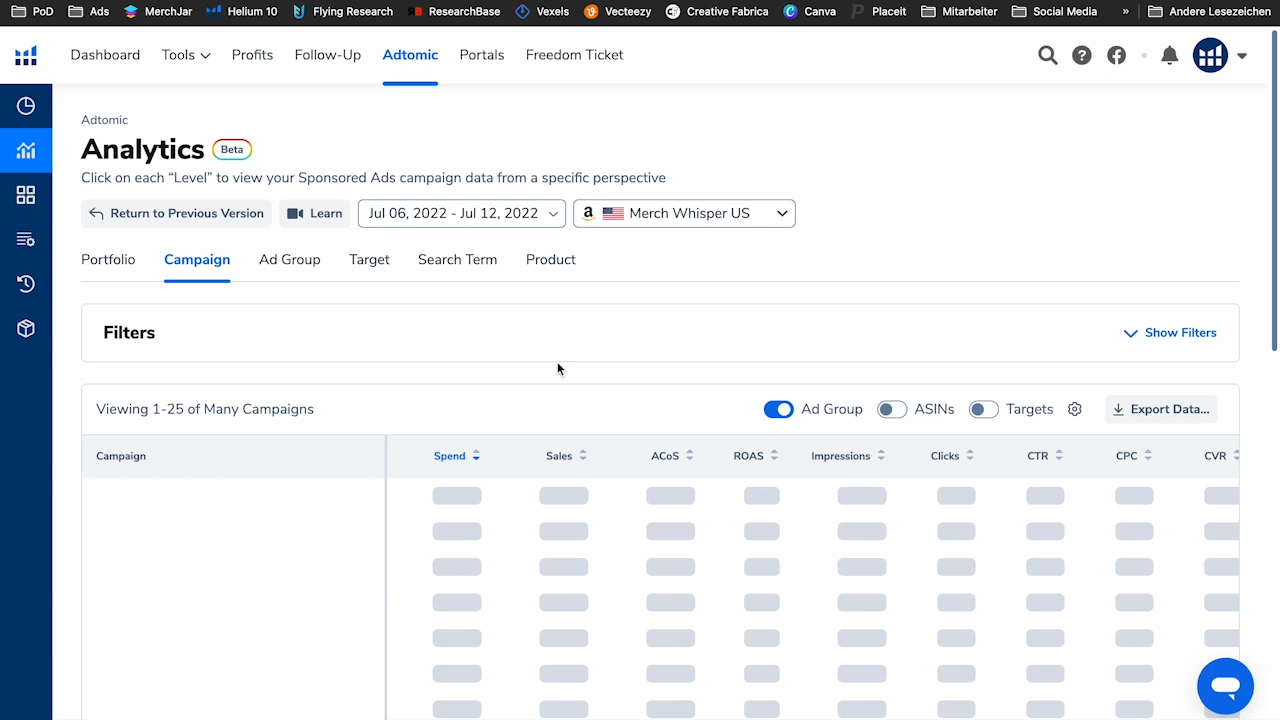 PoD Ads MerchJar Helium 10 Flying Research ResearchBase Vexels Vecteezy Creative Fabrica Canva Placeit Mitarbeiter Social Media » Andere Lesezeichen
Dashboard Tools Profits Follow-Up Adtomic Portals Freedom Ticket
Adtomic
Analytics Beta
Click on each “Level” to view your Sponsored Ads campaign data from a specific perspective
Return to Previous Version Learn Jul 06, 2022 - Jul 12, 2022 Merch Whisper US
Portfolio Campaign Ad Group Target Search Term Product
Filters Show Filters
Viewing 1-25 of Many Campaigns Ad Group ASINs Targets Export Data...
Campaign Spend Sales ACoS ROAS Impressions Clicks CTR CPC CVR